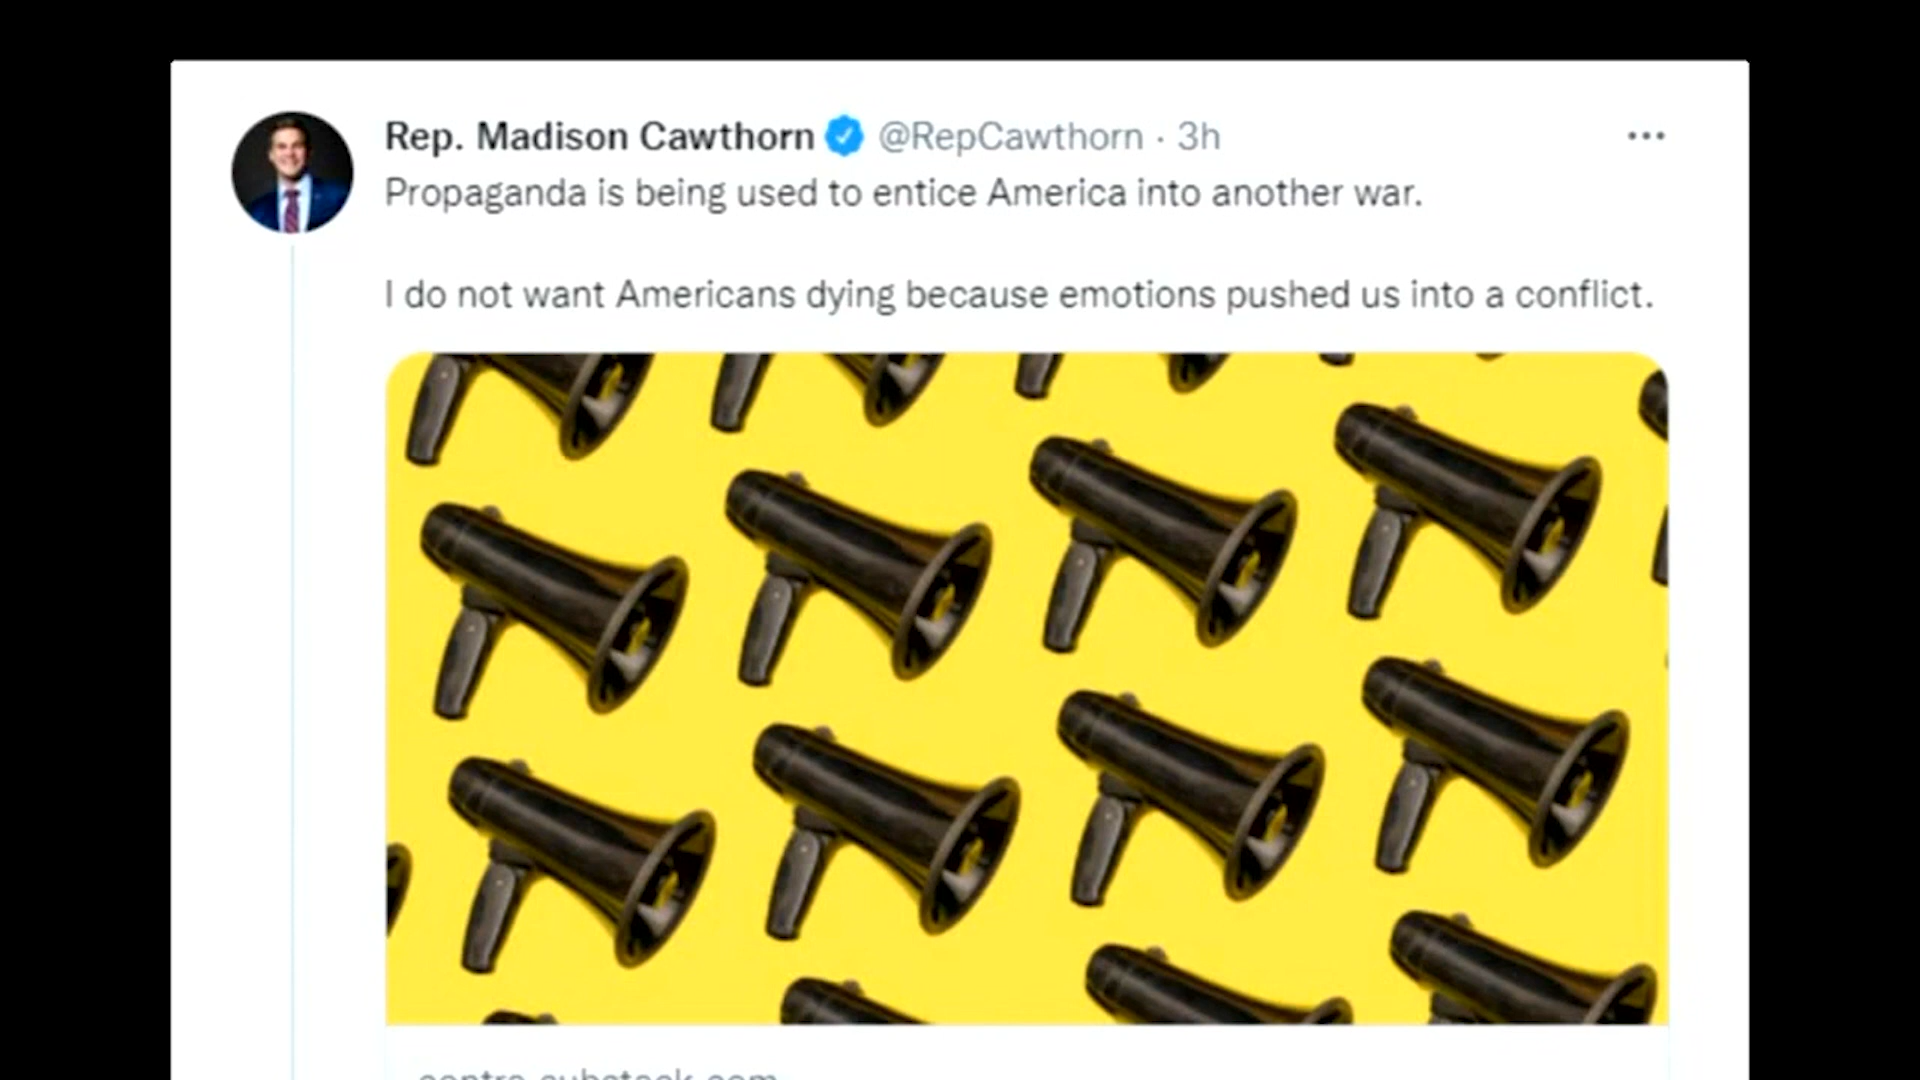 Rep. Madison Cawthorn @RepCawthorn · 3h
Propaganda is being used to entice America into another war.
I do not want Americans dying because emotions pushed us into a conflict.